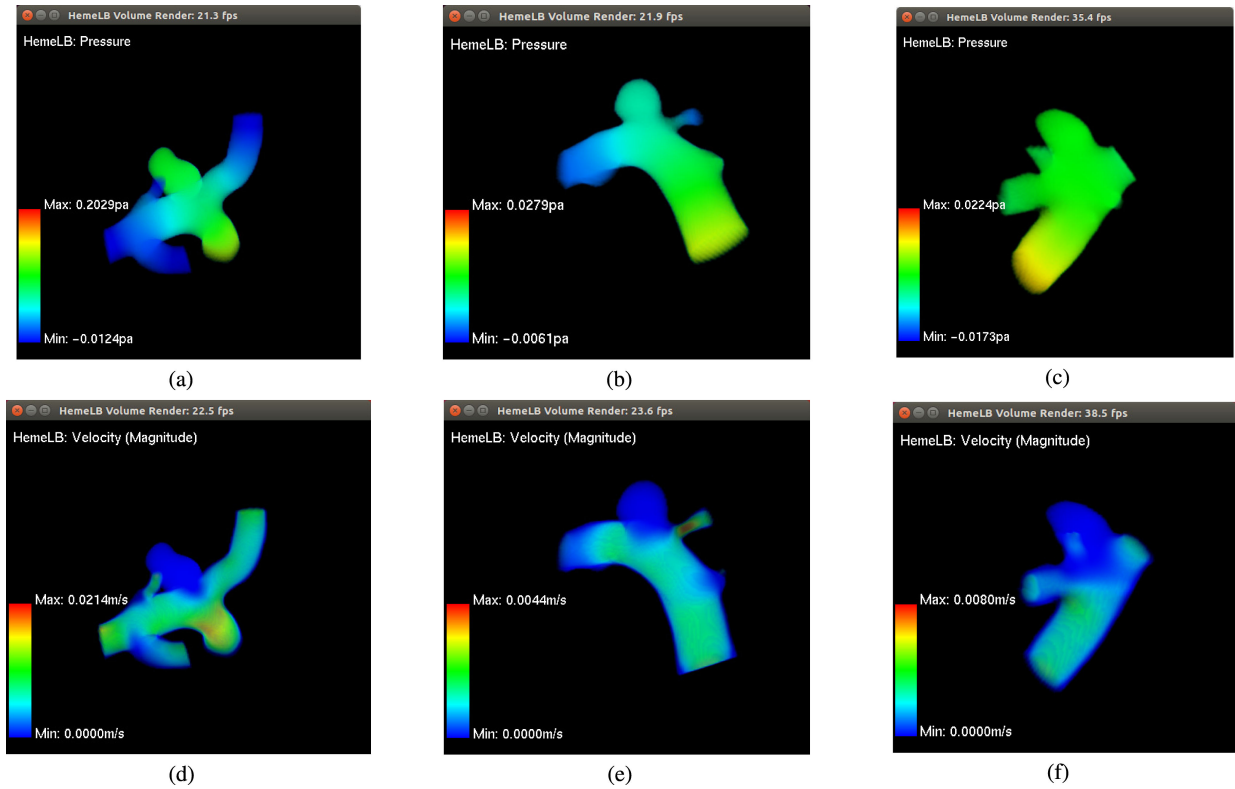 HemeLB Volume Render: 21.3 fps
HemeLB: Pressure
Max: 0.2029pa
Min: −0.0124pa
(a)
HemeLB Volume Render: 21.9 fps
HemeLB: Pressure
Max: 0.0279pa
Min: −0.0061pa
(b)
HemeLB Volume Render: 35.4 fps
HemeLB: Pressure
Max: 0.0224pa
Min: −0.0173pa
(c)
HemeLB Volume Render: 22.5 fps
HemeLB: Velocity (Magnitude)
Max: 0.0214m/s
Min: 0.0000m/s
(d)
HemeLB Volume Render: 23.6 fps
HemeLB: Velocity (Magnitude)
Max: 0.0044m/s
Min: 0.0000m/s
(e)
HemeLB Volume Render: 38.5 fps
HemeLB: Velocity (Magnitude)
Max: 0.0080m/s
Min: 0.0000m/s
(f)